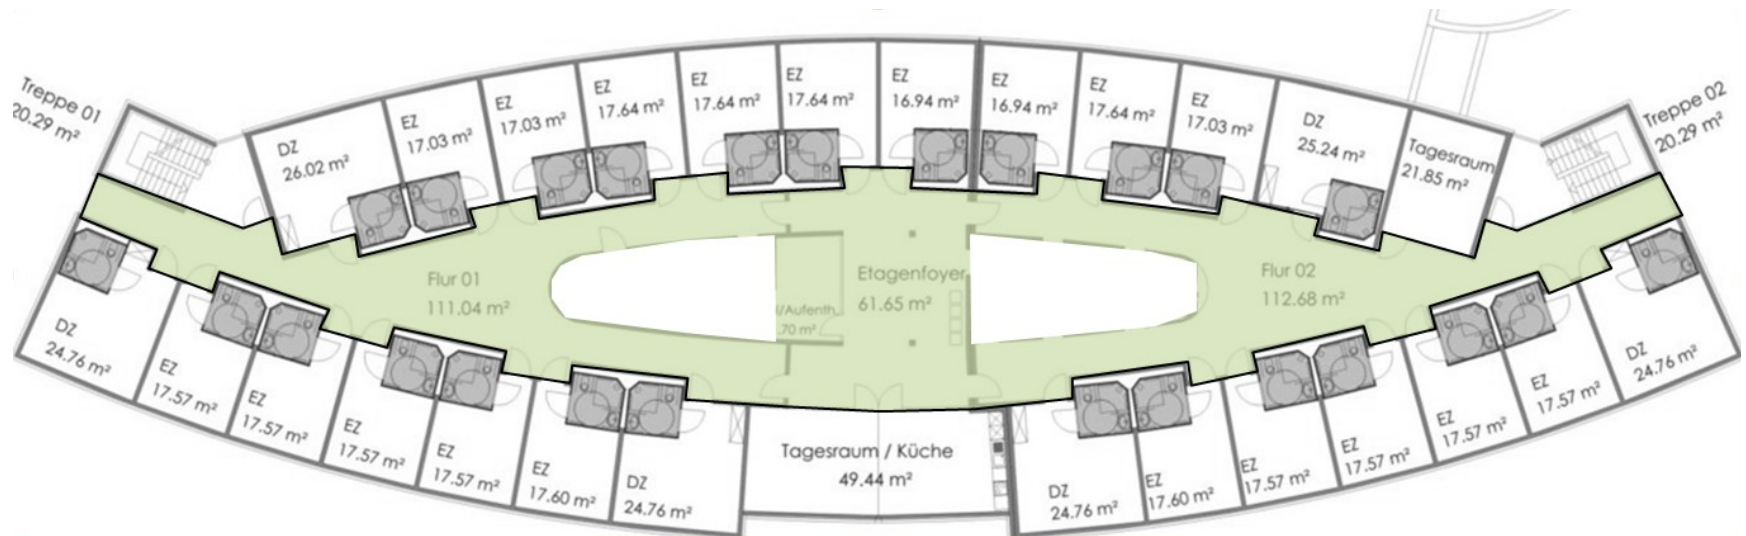 Treppe 01
20.29 m²
DZ
26.02 m²
EZ
17.03 m²
EZ
17.03 m²
EZ
17.64 m²
EZ
17.64 m²
EZ
17.64 m²
EZ
16.94 m²
EZ
16.94 m²
EZ
17.64 m²
EZ
17.03 m²
DZ
25.24 m²
Tagesraum
21.85 m²
Treppe 02
20.29 m²
Flur 01
111.04 m²
Etagenfoyer
61.65 m²
/Aufenth.
.70 m²
Flur 02
112.68 m²
DZ
24.76 m²
EZ
17.57 m²
EZ
17.57 m²
EZ
17.57 m²
EZ
17.57 m²
EZ
17.60 m²
DZ
24.76 m²
Tagesraum / Küche
49.44 m²
DZ
24.76 m²
EZ
17.60 m²
EZ
17.57 m²
EZ
17.57 m²
EZ
17.57 m²
EZ
17.57 m²
DZ
24.76 m²